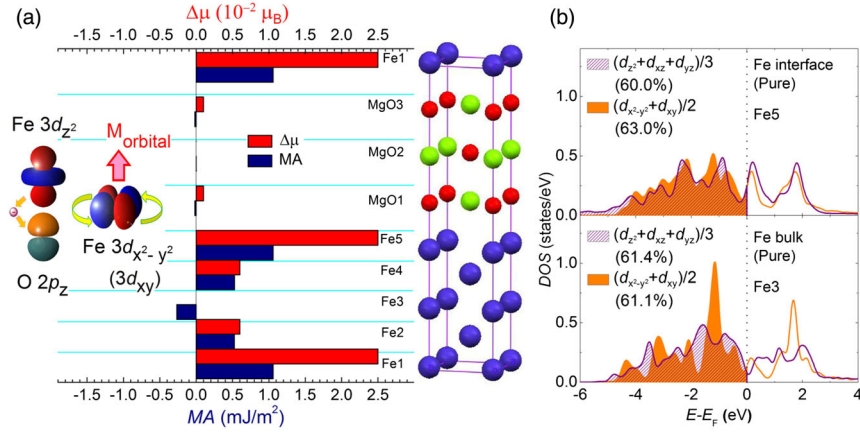 (a)
Δμ (10⁻² μB)
-1.5 -1.0 -0.5 0.0 0.5 1.0 1.5 2.0 2.5
Fe1
MgO3
MgO2
MgO1
Fe5
Fe4
Fe3
Fe2
Fe1
Δμ
MA
Fe 3dz²
Morbital
O 2pz
Fe 3dx²-y²
(3dxy)
-1.5 -1.0 -0.5 0.0 0.5 1.0 1.5 2.0 2.5
MA (mJ/m²)
(b)
DOS (states/eV)
1.0
0.5
0.0
(dz²+dxz+dyz)/3
(60.0%)
(dx²-y²+dxy)/2
(63.0%)
Fe interface
(Pure)
Fe5
1.0
0.5
0.0
(dz²+dxz+dyz)/3
(61.4%)
(dx²-y²+dxy)/2
(61.1%)
Fe bulk
(Pure)
Fe3
-6 -4 -2 0 2 4
E-EF (eV)